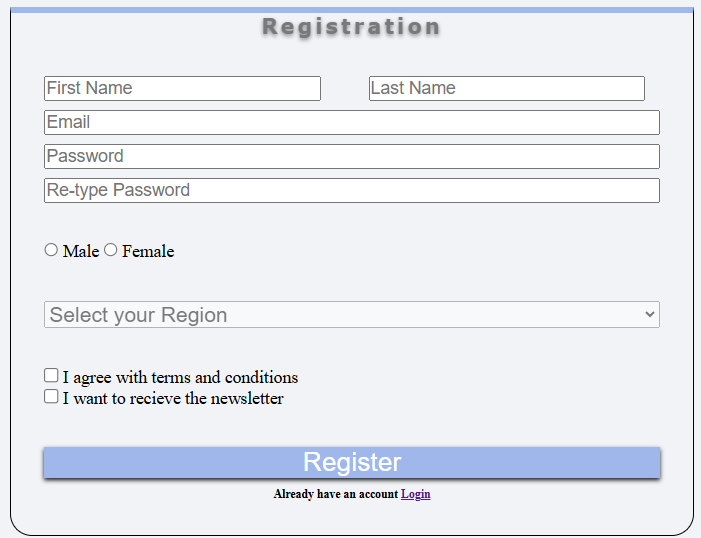 Registration
First Name Last Name
Email
Password
Re-type Password
Male Female
Select your Region
I agree with terms and conditions
I want to recieve the newsletter
Register
Already have an account Login